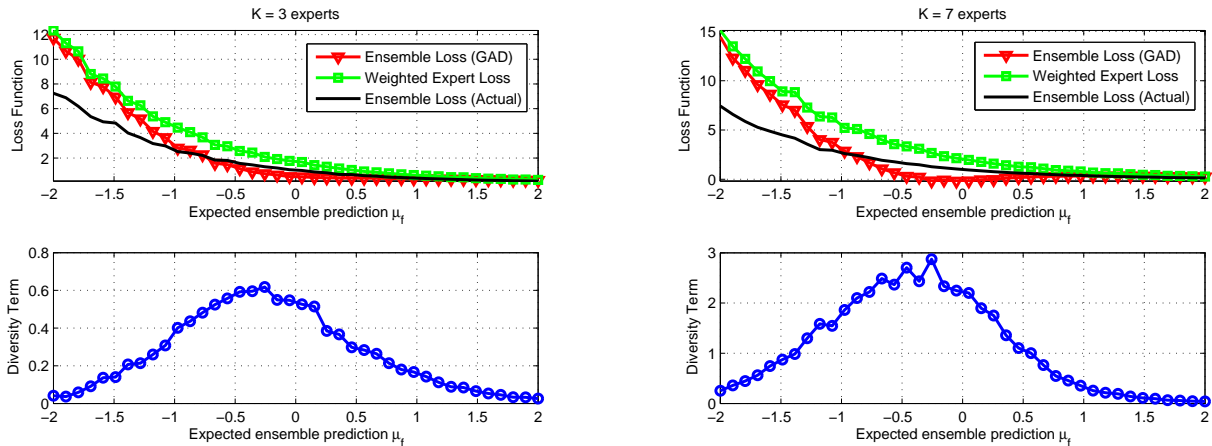 K = 3 experts
12
10
8
6
4
2
Loss Function
Ensemble Loss (GAD)
Weighted Expert Loss
Ensemble Loss (Actual)
−2 −1.5 −1 −0.5 0 0.5 1 1.5 2
Expected ensemble prediction μf
0.8
0.6
0.4
0.2
0
Diversity Term
−2 −1.5 −1 −0.5 0 0.5 1 1.5 2
Expected ensemble prediction μf
K = 7 experts
15
10
5
0
Loss Function
Ensemble Loss (GAD)
Weighted Expert Loss
Ensemble Loss (Actual)
−2 −1.5 −1 −0.5 0 0.5 1 1.5 2
Expected ensemble prediction μf
3
2
1
0
Diversity Term
−2 −1.5 −1 −0.5 0 0.5 1 1.5 2
Expected ensemble prediction μf